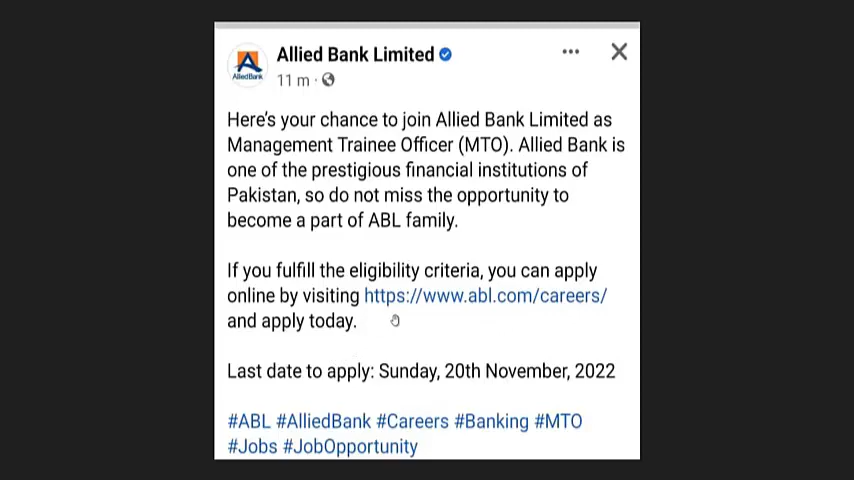 Allied Bank Limited
AlliedBank
11 m ·
Here's your chance to join Allied Bank Limited as
Management Trainee Officer (MTO). Allied Bank is
one of the prestigious financial institutions of
Pakistan, so do not miss the opportunity to
become a part of ABL family.
If you fulfill the eligibility criteria, you can apply
online by visiting https://www.abl.com/careers/
and apply today.
Last date to apply: Sunday, 20th November, 2022
#ABL #AlliedBank #Careers #Banking #MTO
#Jobs #JobOpportunity